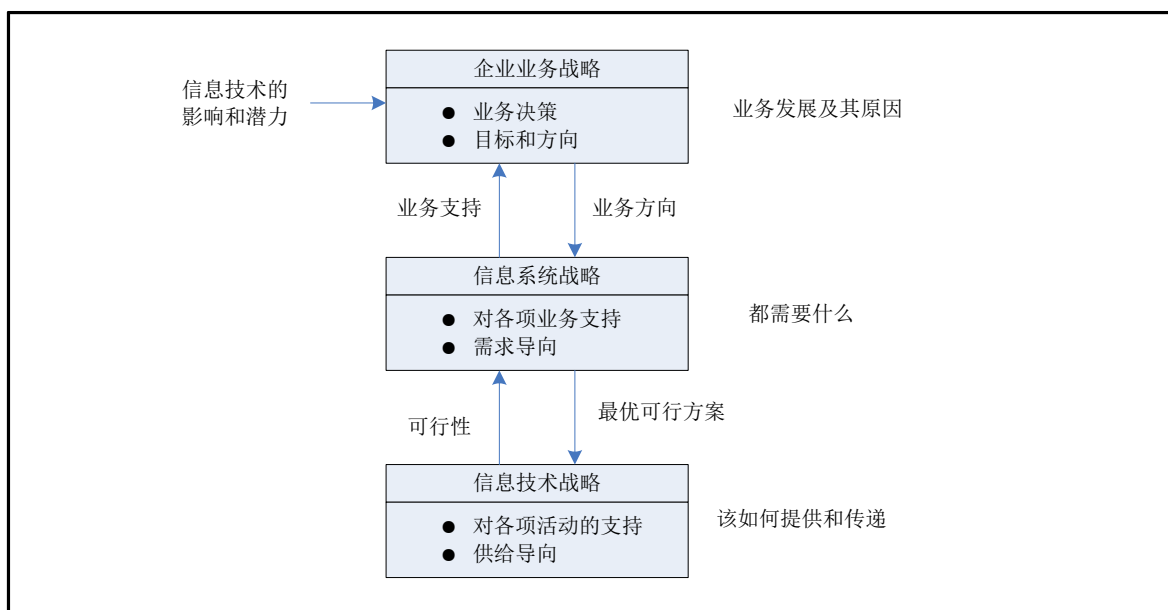 企业业务战略
信息技术的
影响和潜力
● 业务决策
● 目标和方向
业务发展及其原因
业务支持
业务方向
信息系统战略
● 对各项业务支持
● 需求导向
都需要什么
可行性
最优可行方案
信息技术战略
● 对各项活动的支持
● 供给导向
该如何提供和传递